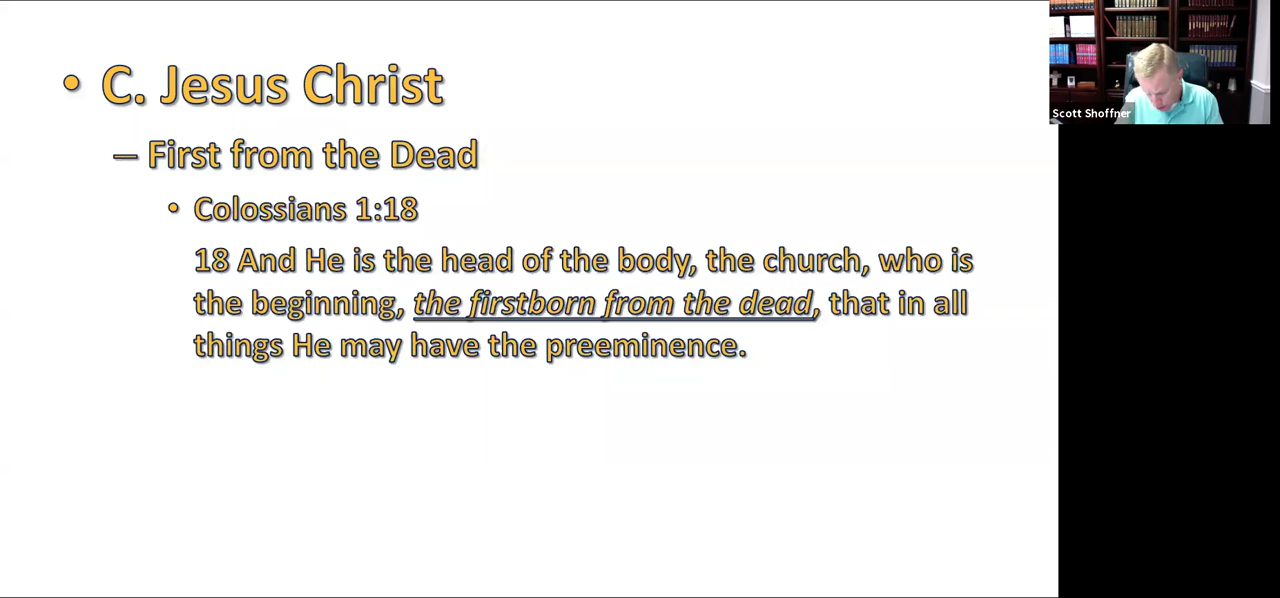 • C. Jesus Christ
– First from the Dead
• Colossians 1:18
18 And He is the head of the body, the church, who is
the beginning, the firstborn from the dead, that in all
things He may have the preeminence.
Scott Shoffner